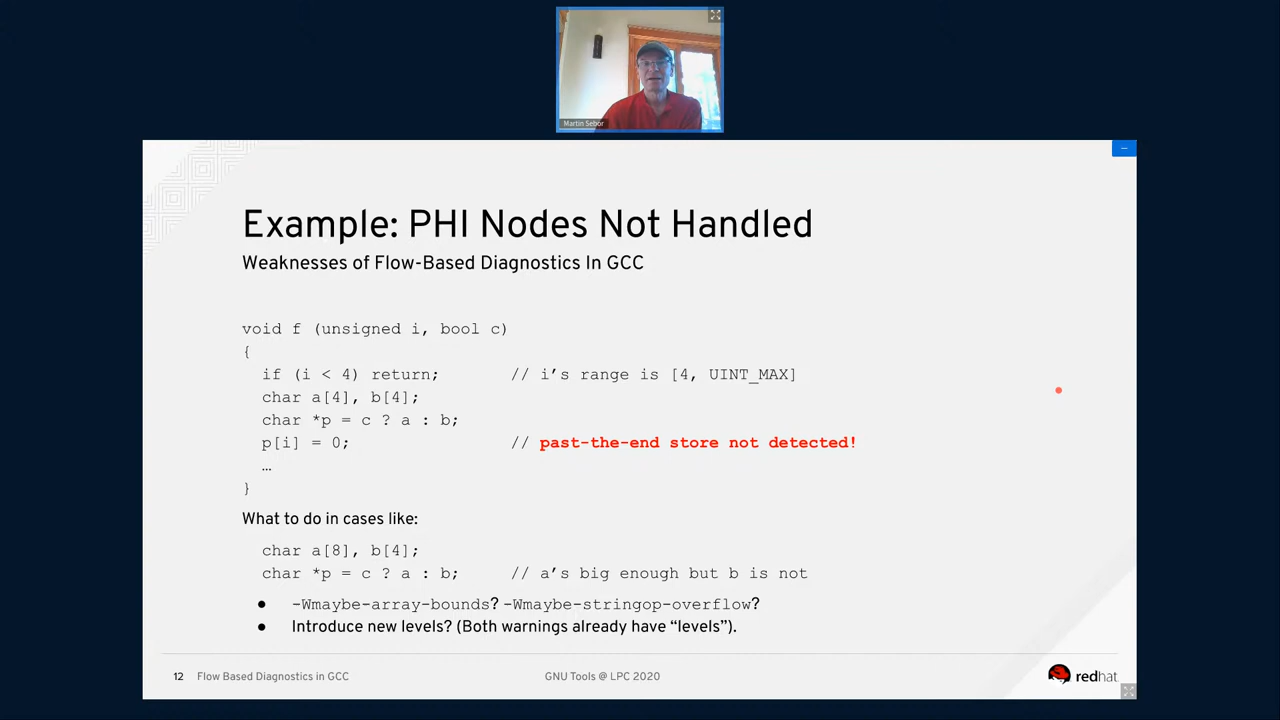 Martin Sebor
Example: PHI Nodes Not Handled
Weaknesses of Flow-Based Diagnostics In GCC
void f (unsigned i, bool c)
{
if (i < 4) return; // i’s range is [4, UINT_MAX]
char a[4], b[4];
char *p = c ? a : b;
p[i] = 0; // past-the-end store not detected!
…
}
What to do in cases like:
char a[8], b[4];
char *p = c ? a : b; // a’s big enough but b is not
● -Wmaybe-array-bounds? -Wmaybe-stringop-overflow?
● Introduce new levels? (Both warnings already have “levels”).
12 Flow Based Diagnostics in GCC GNU Tools @ LPC 2020 redhat